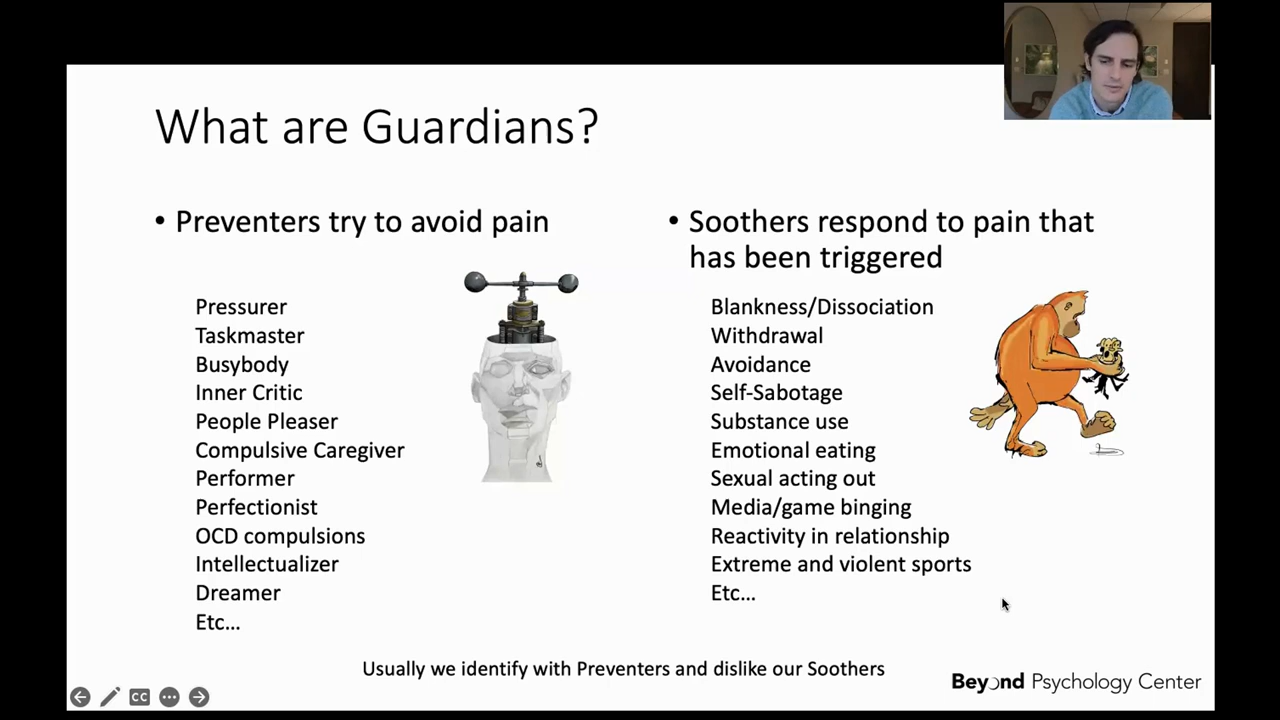 What are Guardians?
• Preventers try to avoid pain
Pressurer
Taskmaster
Busybody
Inner Critic
People Pleaser
Compulsive Caregiver
Performer
Perfectionist
OCD compulsions
Intellectualizer
Dreamer
Etc...
• Soothers respond to pain that
has been triggered
Blankness/Dissociation
Withdrawal
Avoidance
Self-Sabotage
Substance use
Emotional eating
Sexual acting out
Media/game binging
Reactivity in relationship
Extreme and violent sports
Etc...
Usually we identify with Preventers and dislike our Soothers
Beyond Psychology Center
CC